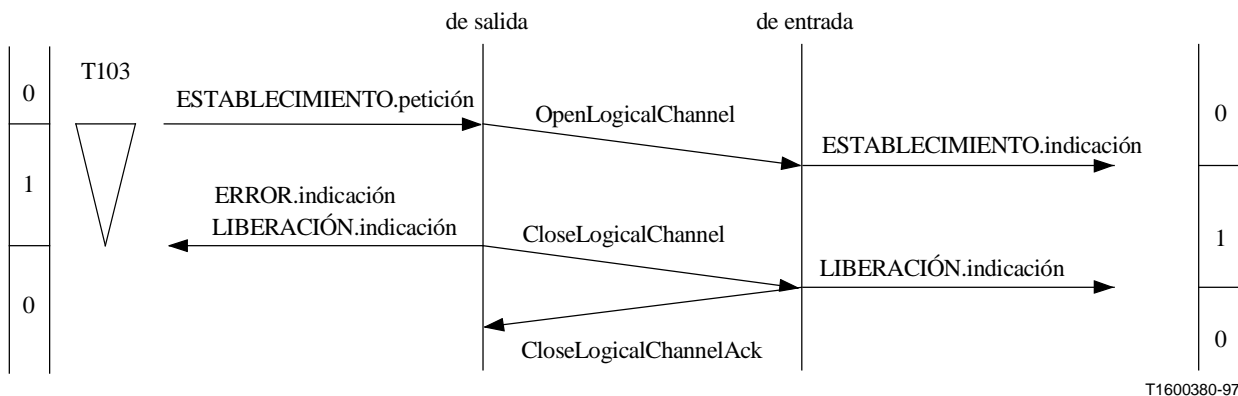 de salida
de entrada
T103
0
ESTABLECIMIENTO.petición
OpenLogicalChannel
0
ESTABLECIMIENTO.indicación
1
ERROR.indicación
LIBERACIÓN.indicación
CloseLogicalChannel
1
LIBERACIÓN.indicación
0
CloseLogicalChannelAck
0
T1600380-97